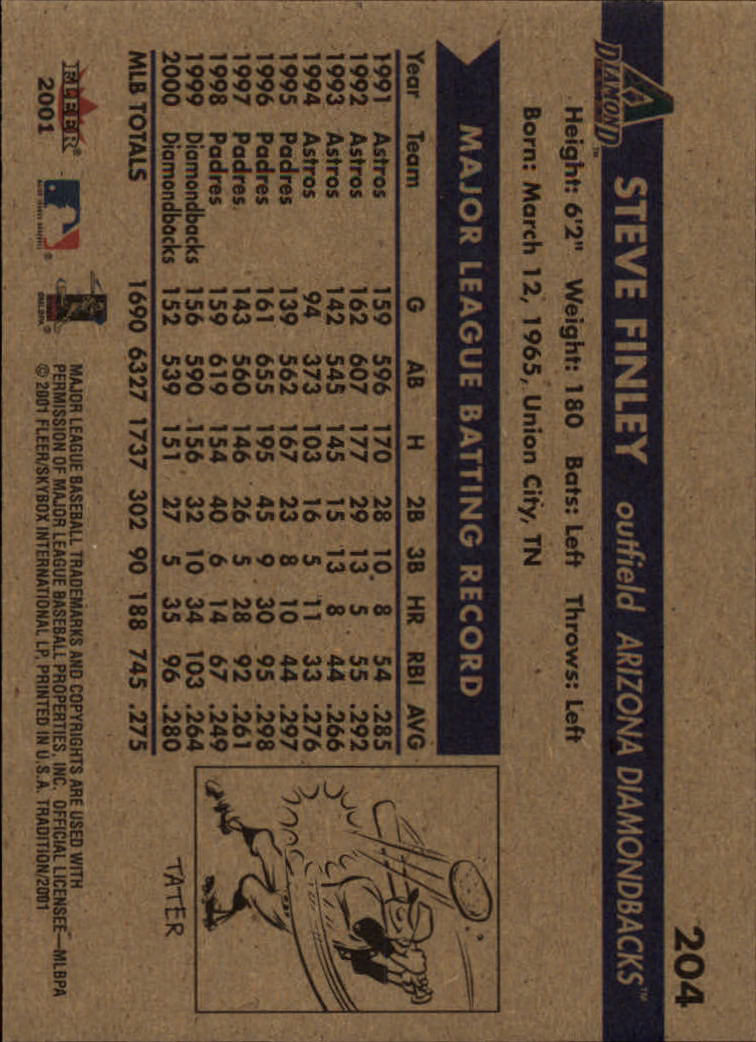 204
STEVE FINLEY outfield ARIZONA DIAMONDBACKS™
DIAMOND™
Height: 6'2" Weight: 180 Bats: Left Throws: Left
Born: March 12, 1965, Union City, TN
MAJOR LEAGUE BATTING RECORD
Year Team G AB H 2B 3B HR RBI AVG
1991 Astros 159 596 170 28 10 8 54 .285
1992 Astros 162 607 177 29 13 5 55 .292
1993 Astros 142 545 145 15 13 8 44 .266
1994 Astros 94 373 103 16 5 11 33 .276
1995 Padres 139 562 167 23 8 10 44 .297
1996 Padres 161 655 195 45 9 30 95 .298
1997 Padres 143 560 146 26 5 28 92 .261
1998 Padres 159 619 154 40 6 14 67 .249
1999 Diamondbacks 156 590 156 32 10 34 103 .264
2000 Diamondbacks 152 539 151 27 5 35 96 .280
MLB TOTALS 1690 6327 1737 302 90 188 745 .275
TATER
FLEER®
2001
MAJOR LEAGUE BASEBALL TRADEMARKS AND COPYRIGHTS ARE USED WITH
PERMISSION OF MAJOR LEAGUE BASEBALL PROPERTIES, INC. OFFICIAL LICENSEE—MLBPA
© 2001 FLEER/SKYBOX INTERNATIONAL LP, PRINTED IN U.S.A. TRADITION/2001